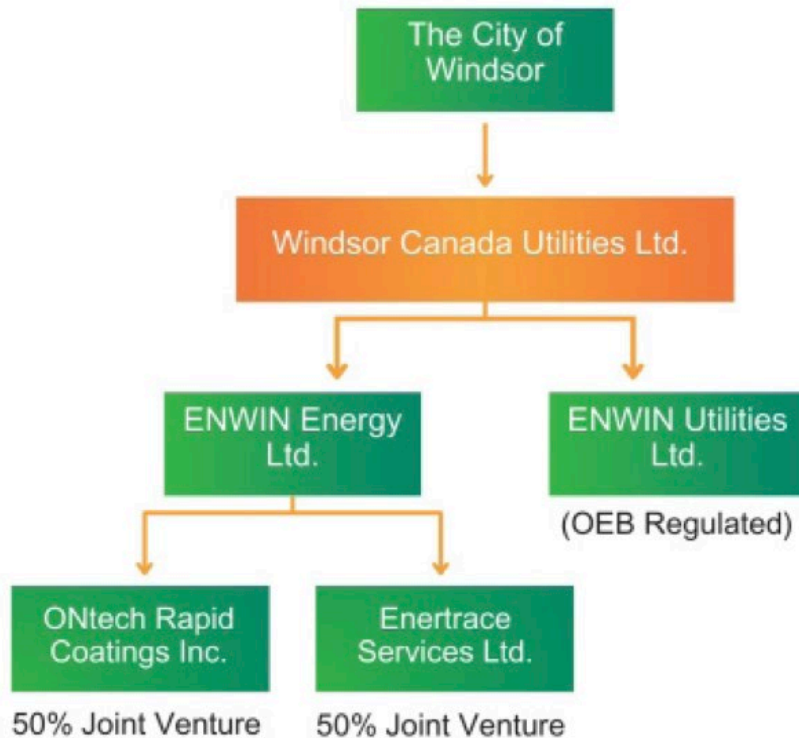 The City of
Windsor
Windsor Canada Utilities Ltd.
ENWIN Energy
Ltd.
ENWIN Utilities
Ltd.
(OEB Regulated)
ONtech Rapid
Coatings Inc.
Enertrace
Services Ltd.
50% Joint Venture
50% Joint Venture